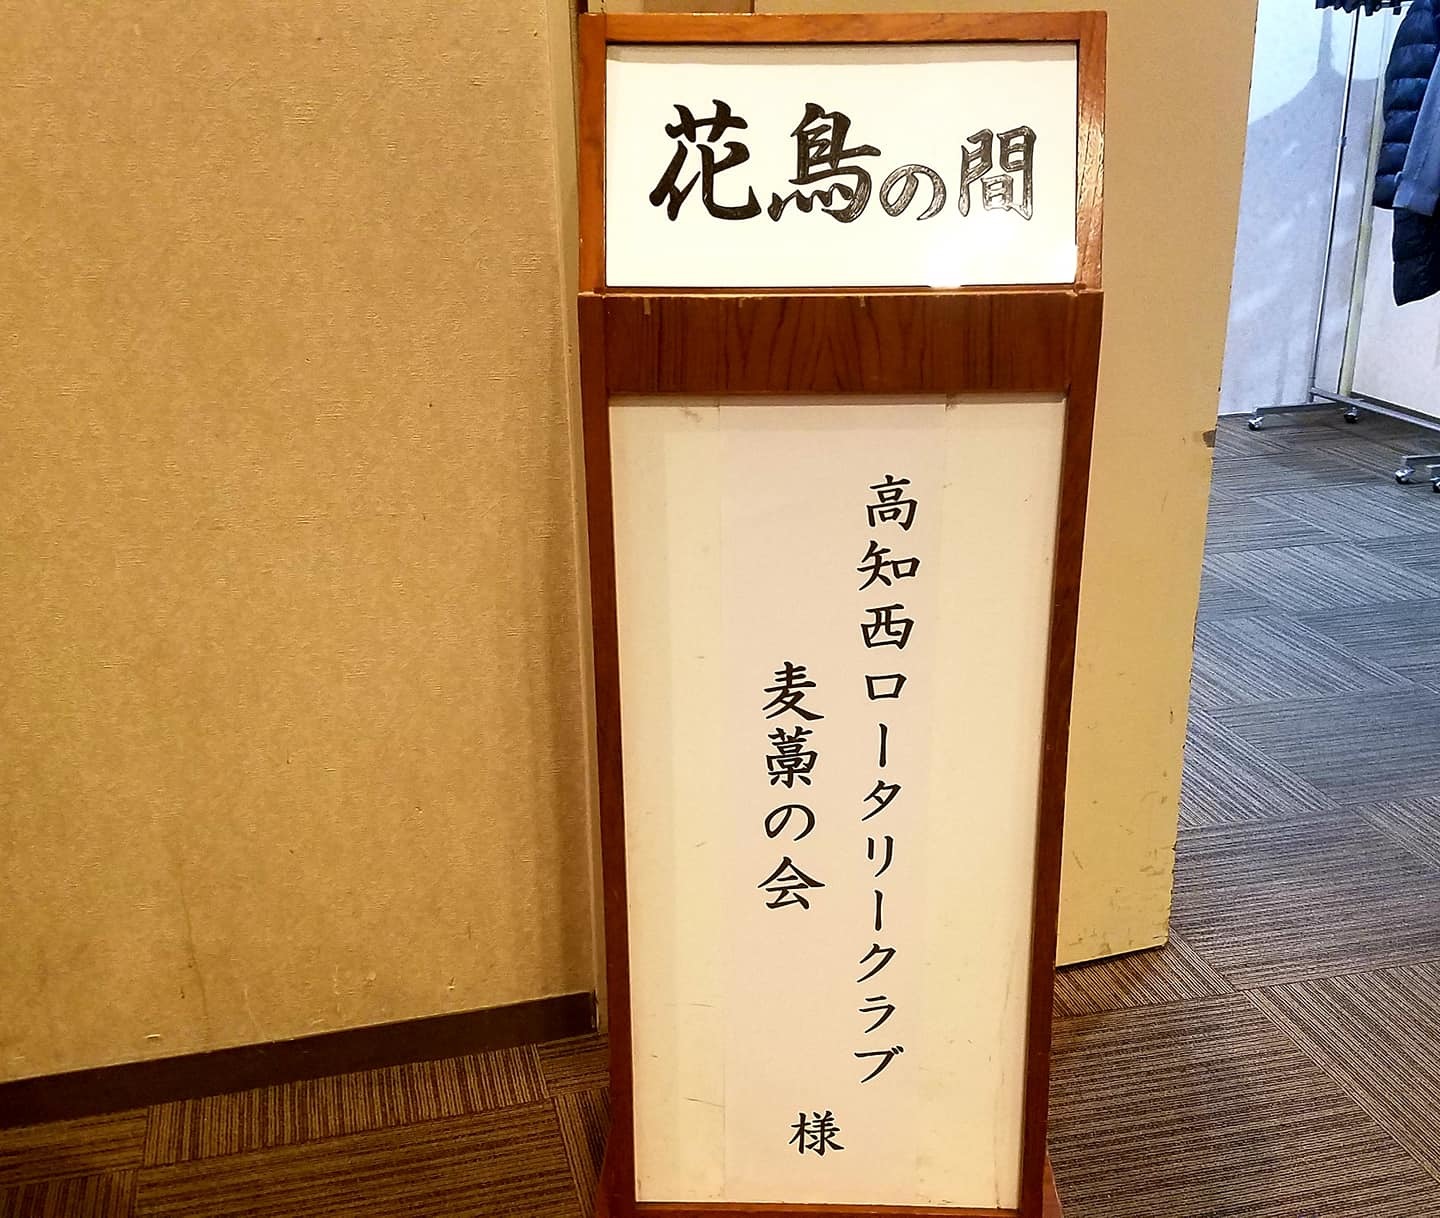 花鳥の間
高知西ロータリークラブ
麦藁の会
様